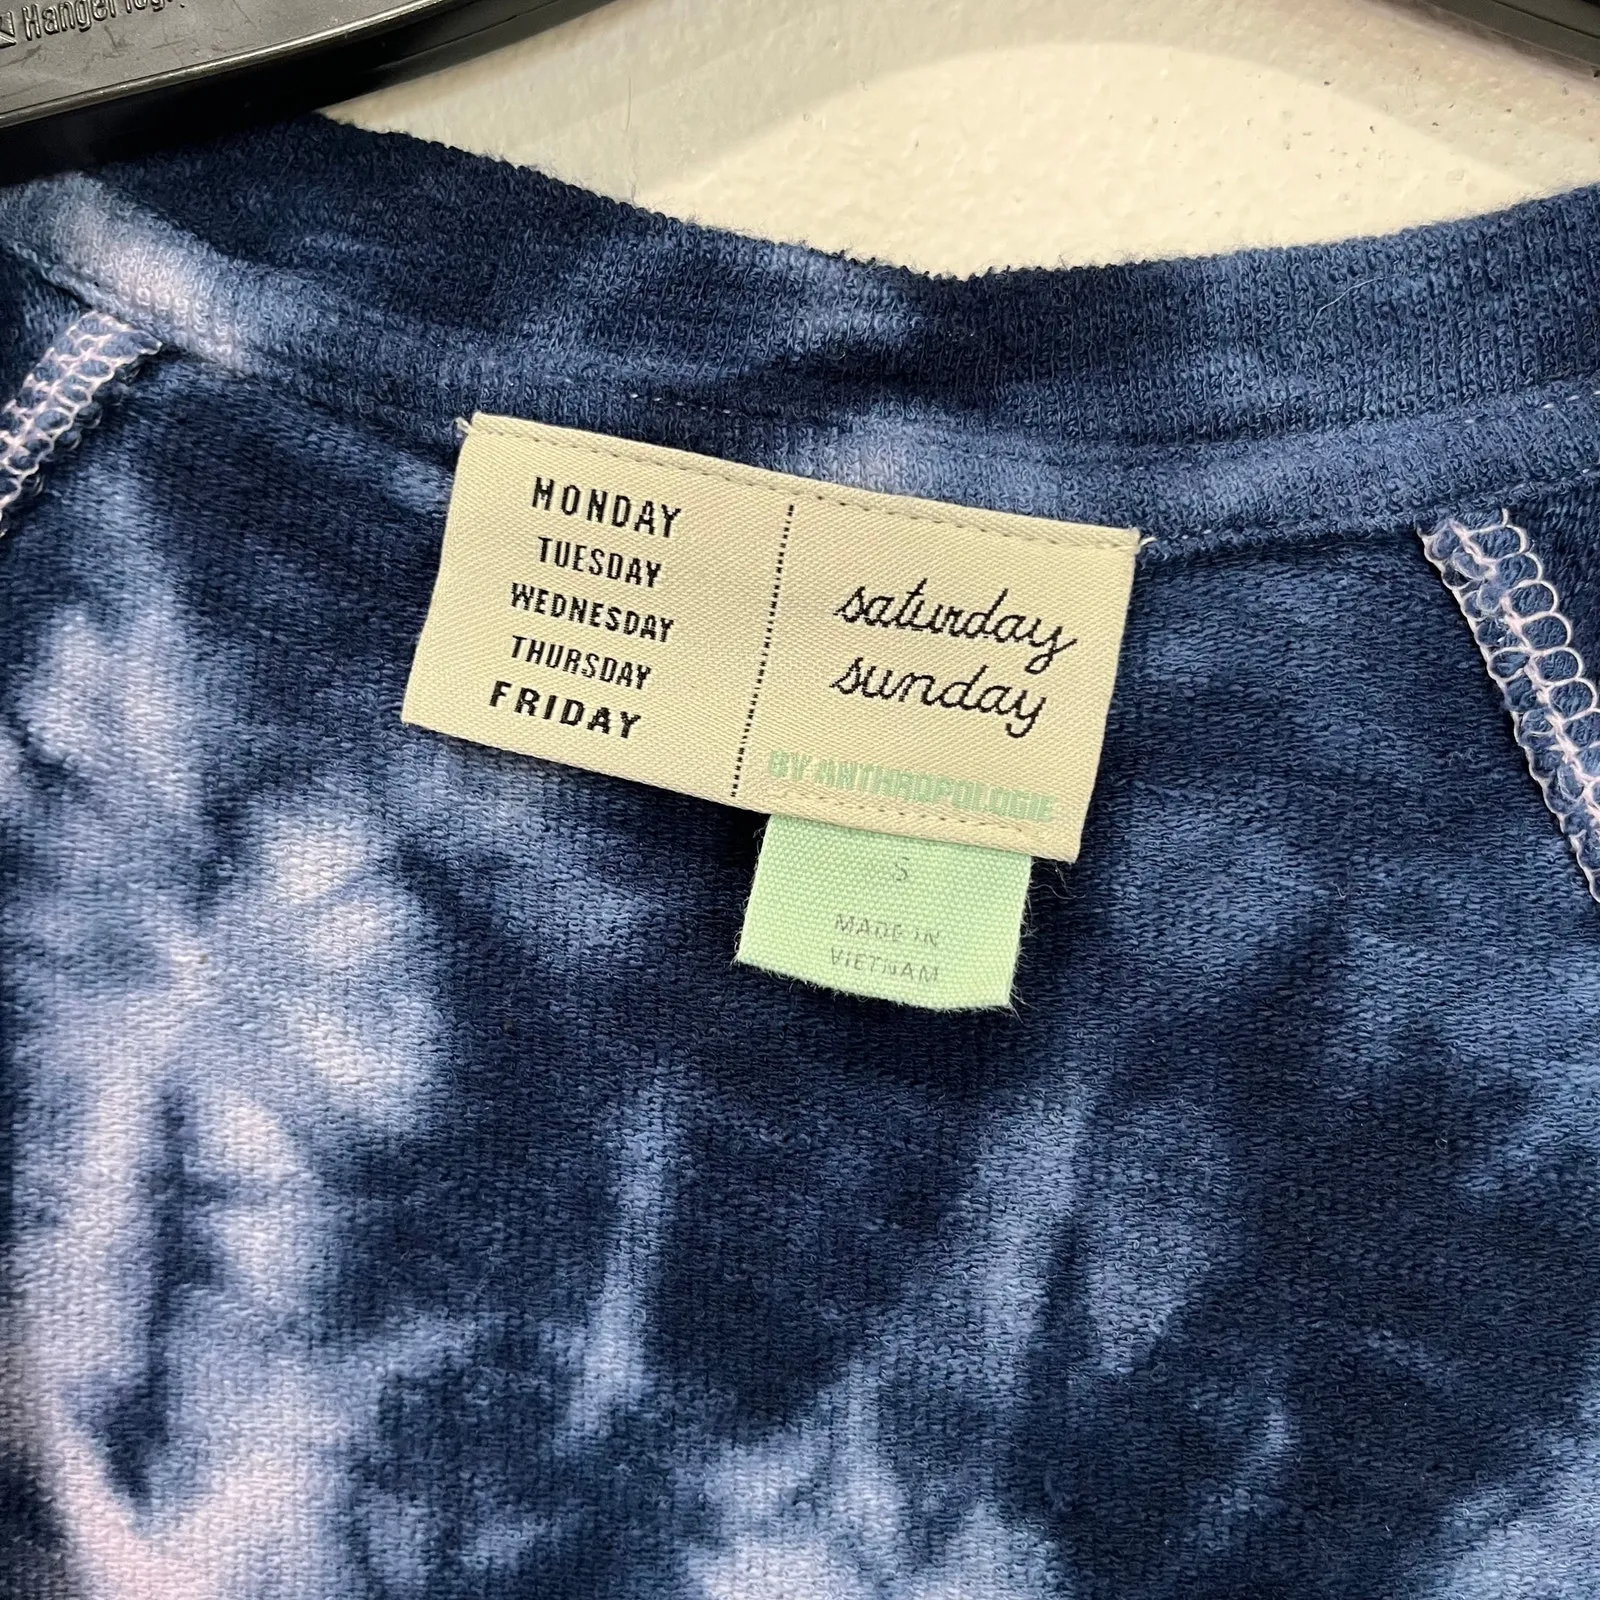 MONDAY
TUESDAY
WEDNESDAY
THURSDAY
FRIDAY
saturday
sunday
BY ANTHROPOLOGIE
S
MADE IN
VIETNAM